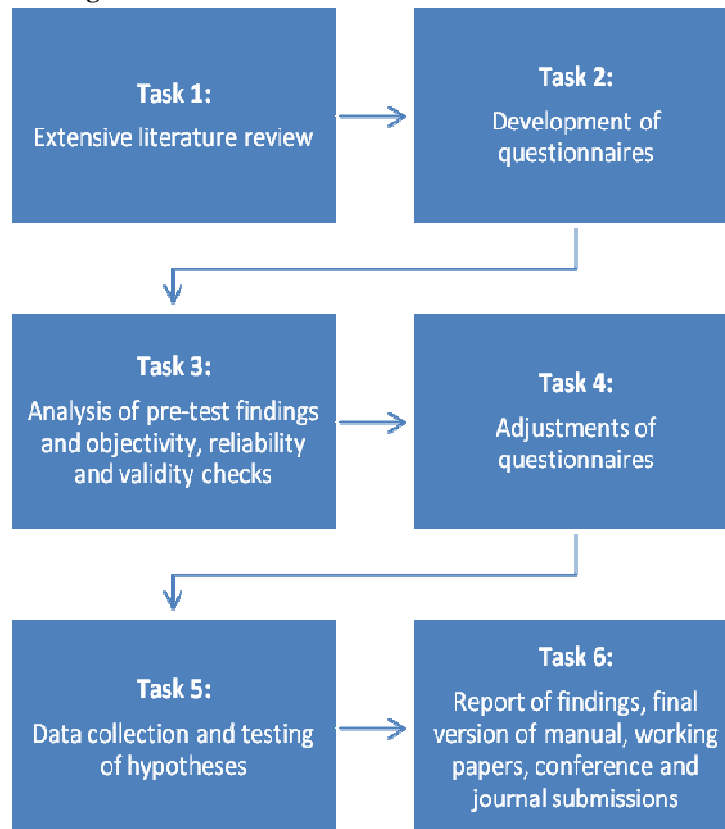 Task 1:
Extensive literature review
Task 2:
Development of
questionnaires
Task 3:
Analysis of pre-test findings
and objectivity, reliability
and validity checks
Task 4:
Adjustments of
questionnaires
Task 5:
Data collection and testing
of hypotheses
Task 6:
Report of findings, final
version of manual, working
papers, conference and
journal submissions